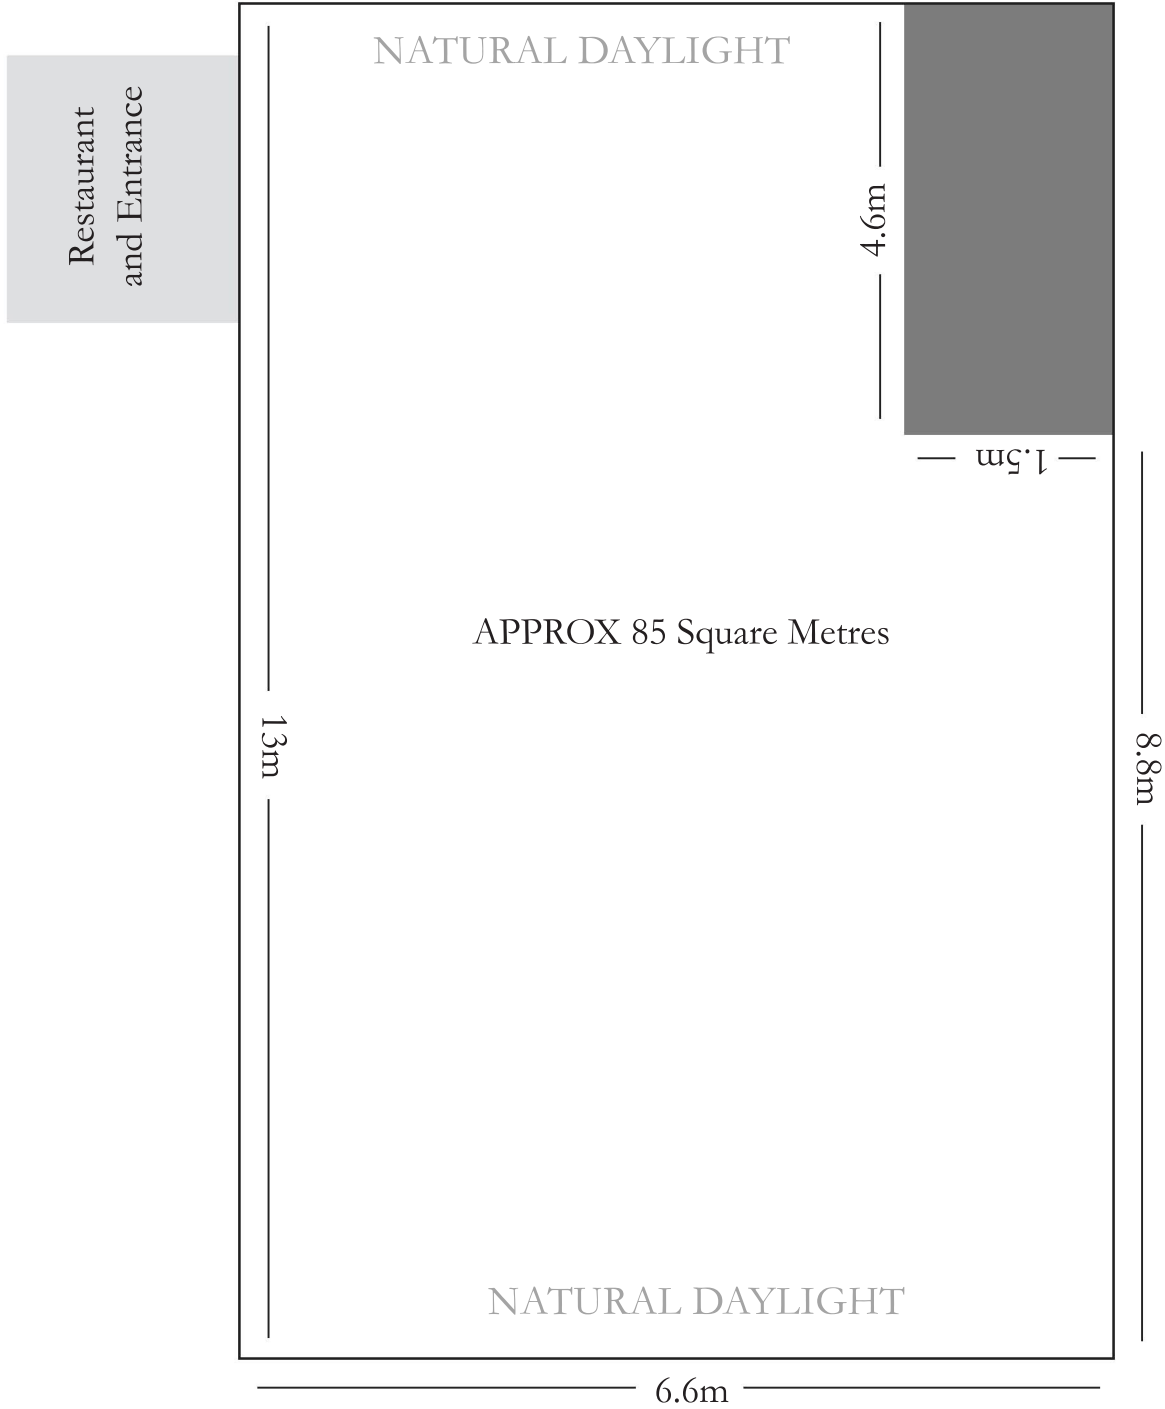 NATURAL DAYLIGHT
Restaurant
and Entrance
4.6m
1.5m
APPROX 85 Square Metres
13m
8.8m
NATURAL DAYLIGHT
6.6m